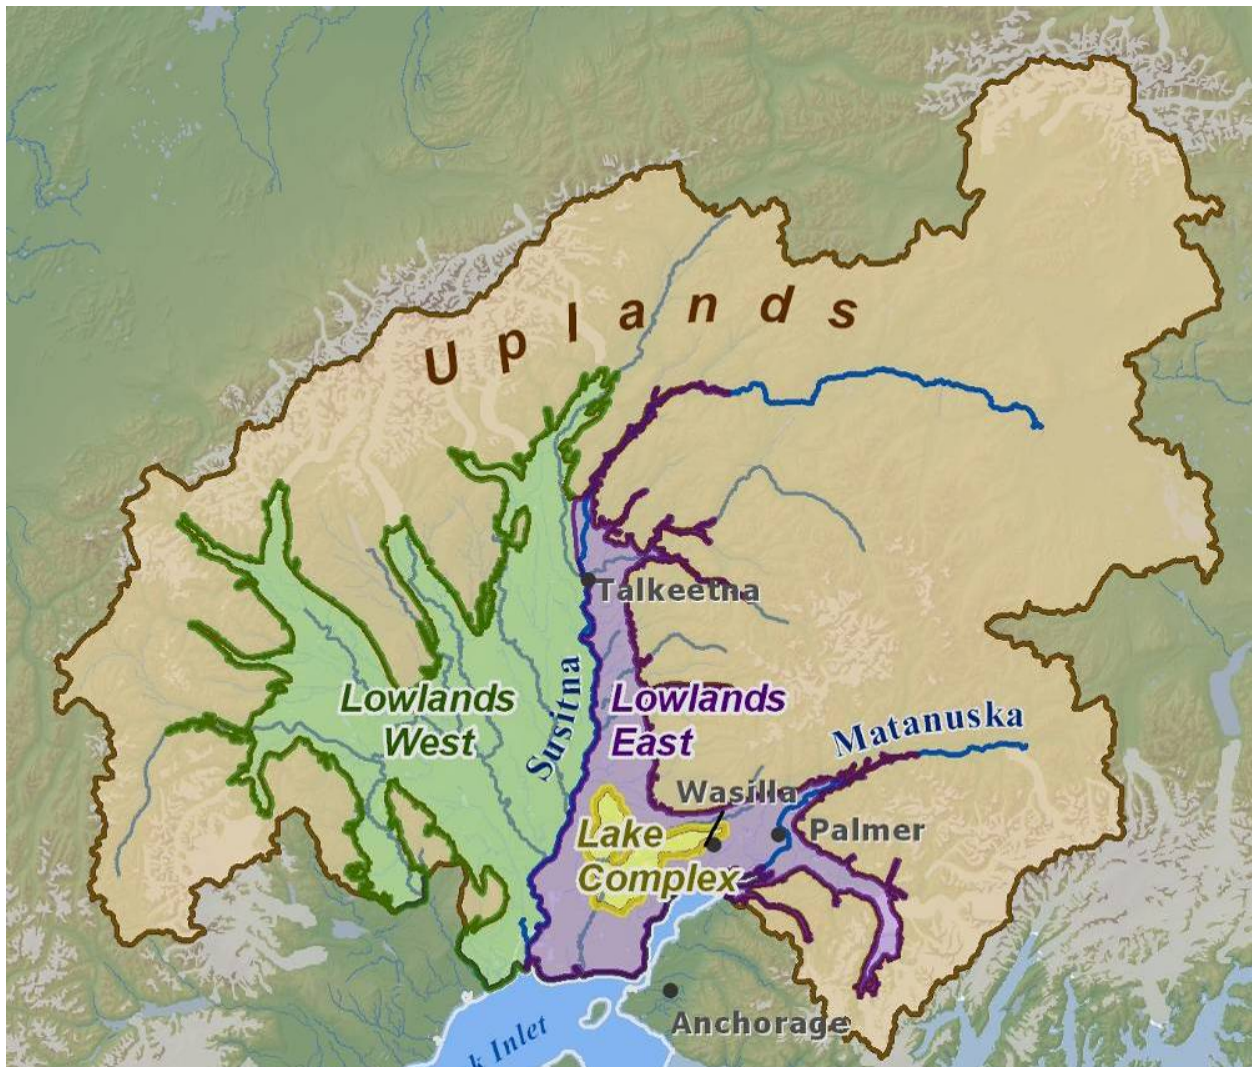 Uplands
Talkeetna
Susitna
Lowlands
West
Lowlands
East
Matanuska
Wasilla
Palmer
Lake
Complex
Anchorage
k Inlet